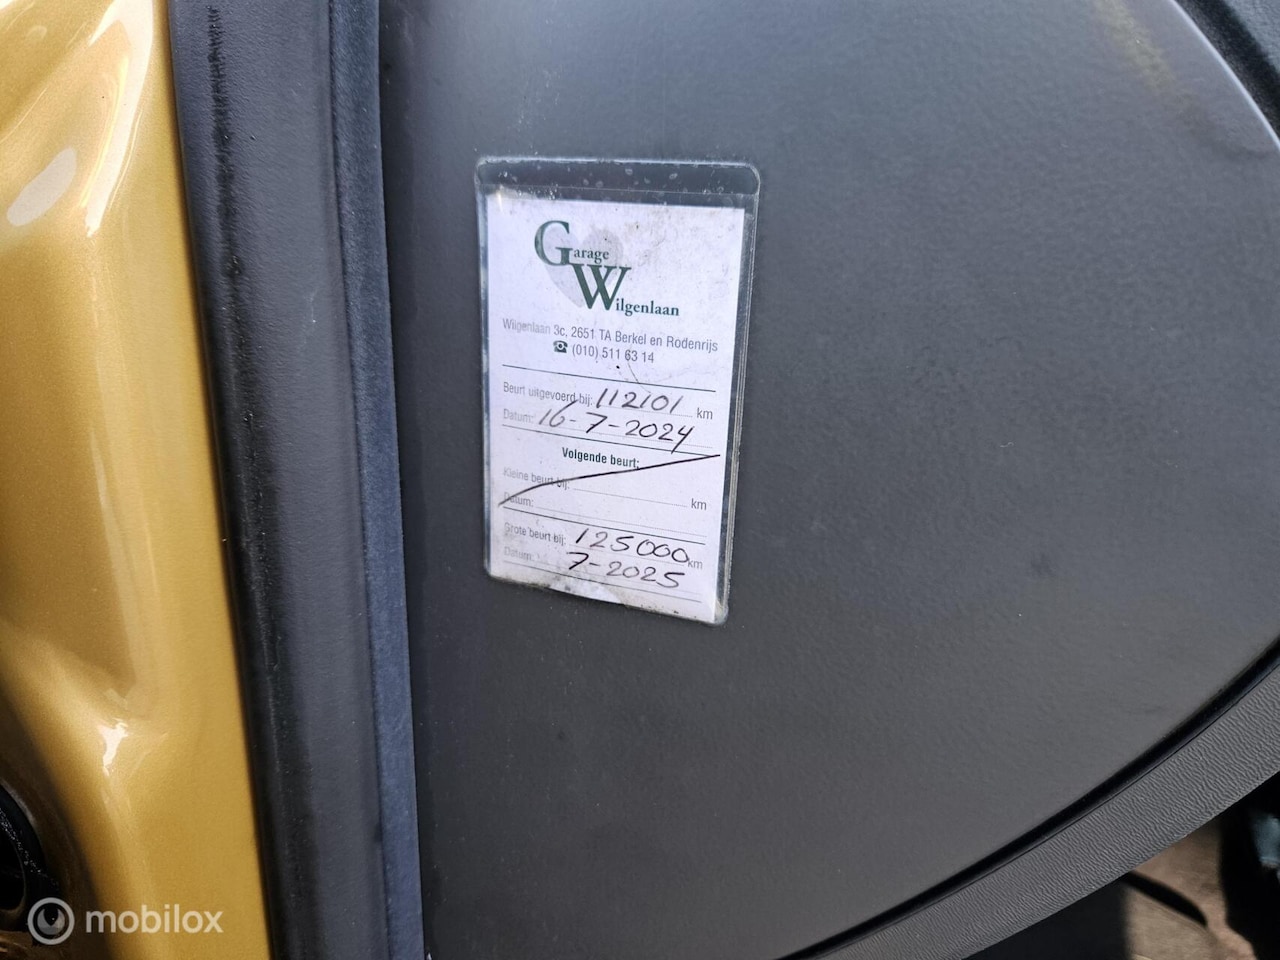 Garage
Wilgenlaan
Wilgenlaan 3c, 2651 TA Berkel en Rodenrijs
☎ (010) 511 63 14
Beurt uitgevoerd bij: 112101 km
Datum: 16-7-2024
Volgende beurt:
Kleine beurt bij: km
Datum:
Grote beurt bij: 125000 km
Datum: 7-2025
mobilox